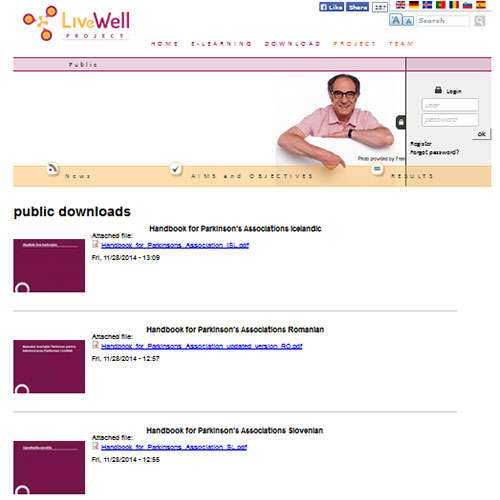 LiveWell
PROJECT
Like Share 257
A A Search
HOME E-LEARNING DOWNLOAD PROJECT TEAM
Public
Login
user
password
ok
Register
Forgot password?
Photo provided by Free
News AIMS and OBJECTIVES RESULTS
public downloads
Handbook for Parkinson's Associations Icelandic
Attached file:
Handbook_for_Parkinsons_Association_ISL.pdf
Fri, 11/28/2014 - 13:09
Handbook for Parkinson's Associations Romanian
Attached file:
Handbook_for_Parkinsons_Association_updated_version_RO.pdf
Fri, 11/28/2014 - 12:57
Handbook for Parkinson's Associations Slovenian
Attached file:
Handbook_for_Parkinsons_Association_SL.pdf
Fri, 11/28/2014 - 12:55